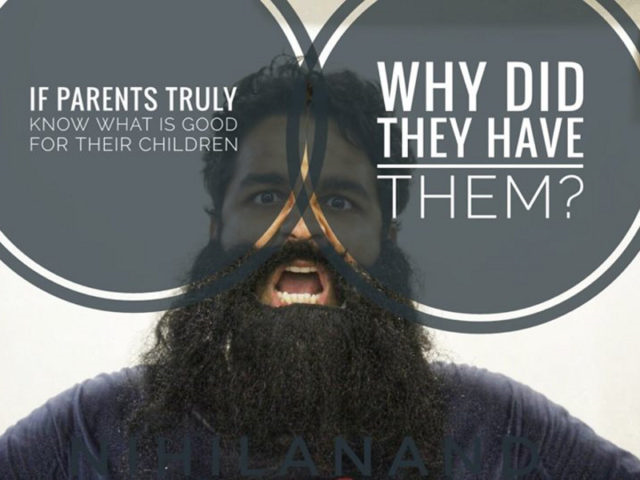 IF PARENTS TRULY
KNOW WHAT IS GOOD
FOR THEIR CHILDREN
WHY DID
THEY HAVE
THEM?
NIHILANAND